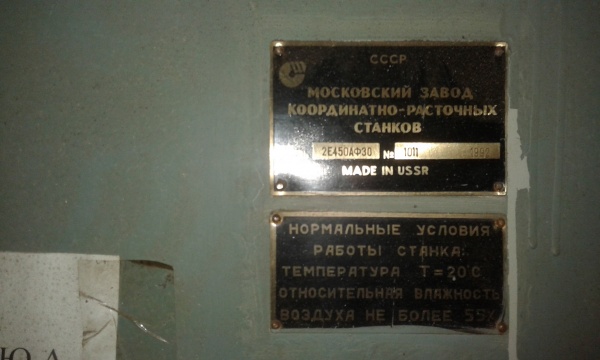 СССР
МОСКОВСКИЙ ЗАВОД
КООРДИНАТНО-РАСТОЧНЫХ
СТАНКОВ
2Е450АФ30 № 1011
MADE IN USSR
НОРМАЛЬНЫЕ УСЛОВИЯ
РАБОТЫ СТАНКА:
ТЕМПЕРАТУРА T=20°C
ОТНОСИТЕЛЬНАЯ ВЛАЖНОСТЬ
ВОЗДУХА НЕ БОЛЕЕ 55%